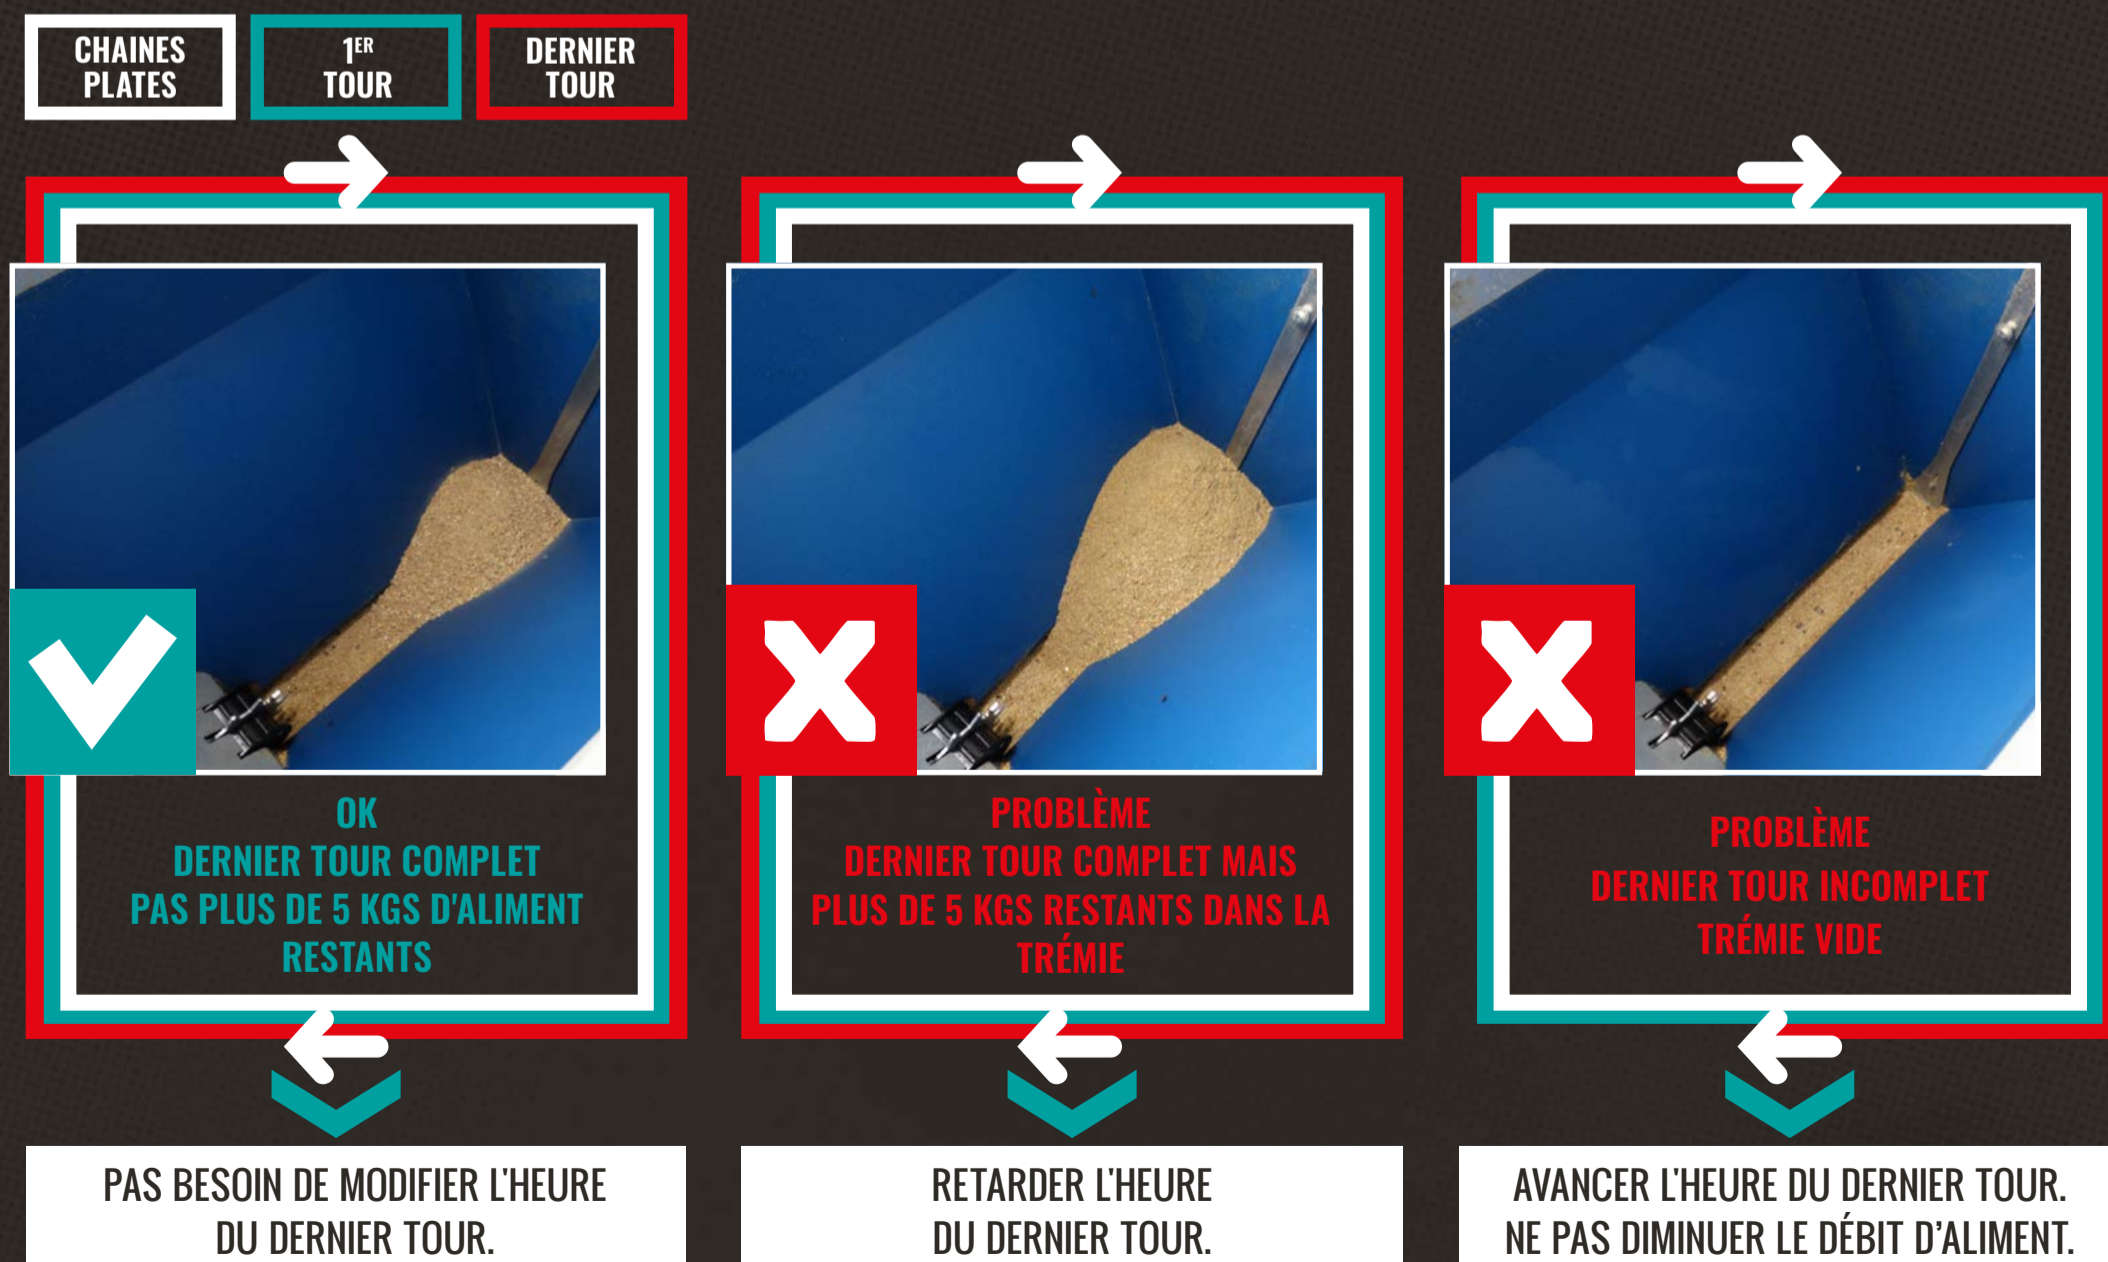 CHAINES
PLATES
1ER
TOUR
DERNIER
TOUR
OK
DERNIER TOUR COMPLET
PAS PLUS DE 5 KGS D'ALIMENT
RESTANTS
PROBLÈME
DERNIER TOUR COMPLET MAIS
PLUS DE 5 KGS RESTANTS DANS LA
TRÉMIE
PROBLÈME
DERNIER TOUR INCOMPLET
TRÉMIE VIDE
PAS BESOIN DE MODIFIER L'HEURE
DU DERNIER TOUR.
RETARDER L'HEURE
DU DERNIER TOUR.
AVANCER L'HEURE DU DERNIER TOUR.
NE PAS DIMINUER LE DÉBIT D’ALIMENT.